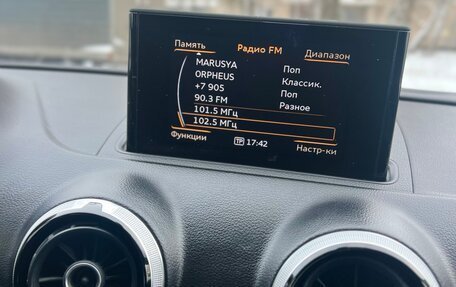 Память Радио FM Диапазон
MARUSYA Поп
ORPHEUS Классик.
+7 905 Поп
90.3 FM Разное
101.5 МГц
102.5 МГц
Функции TP 17:42 Настр-ки